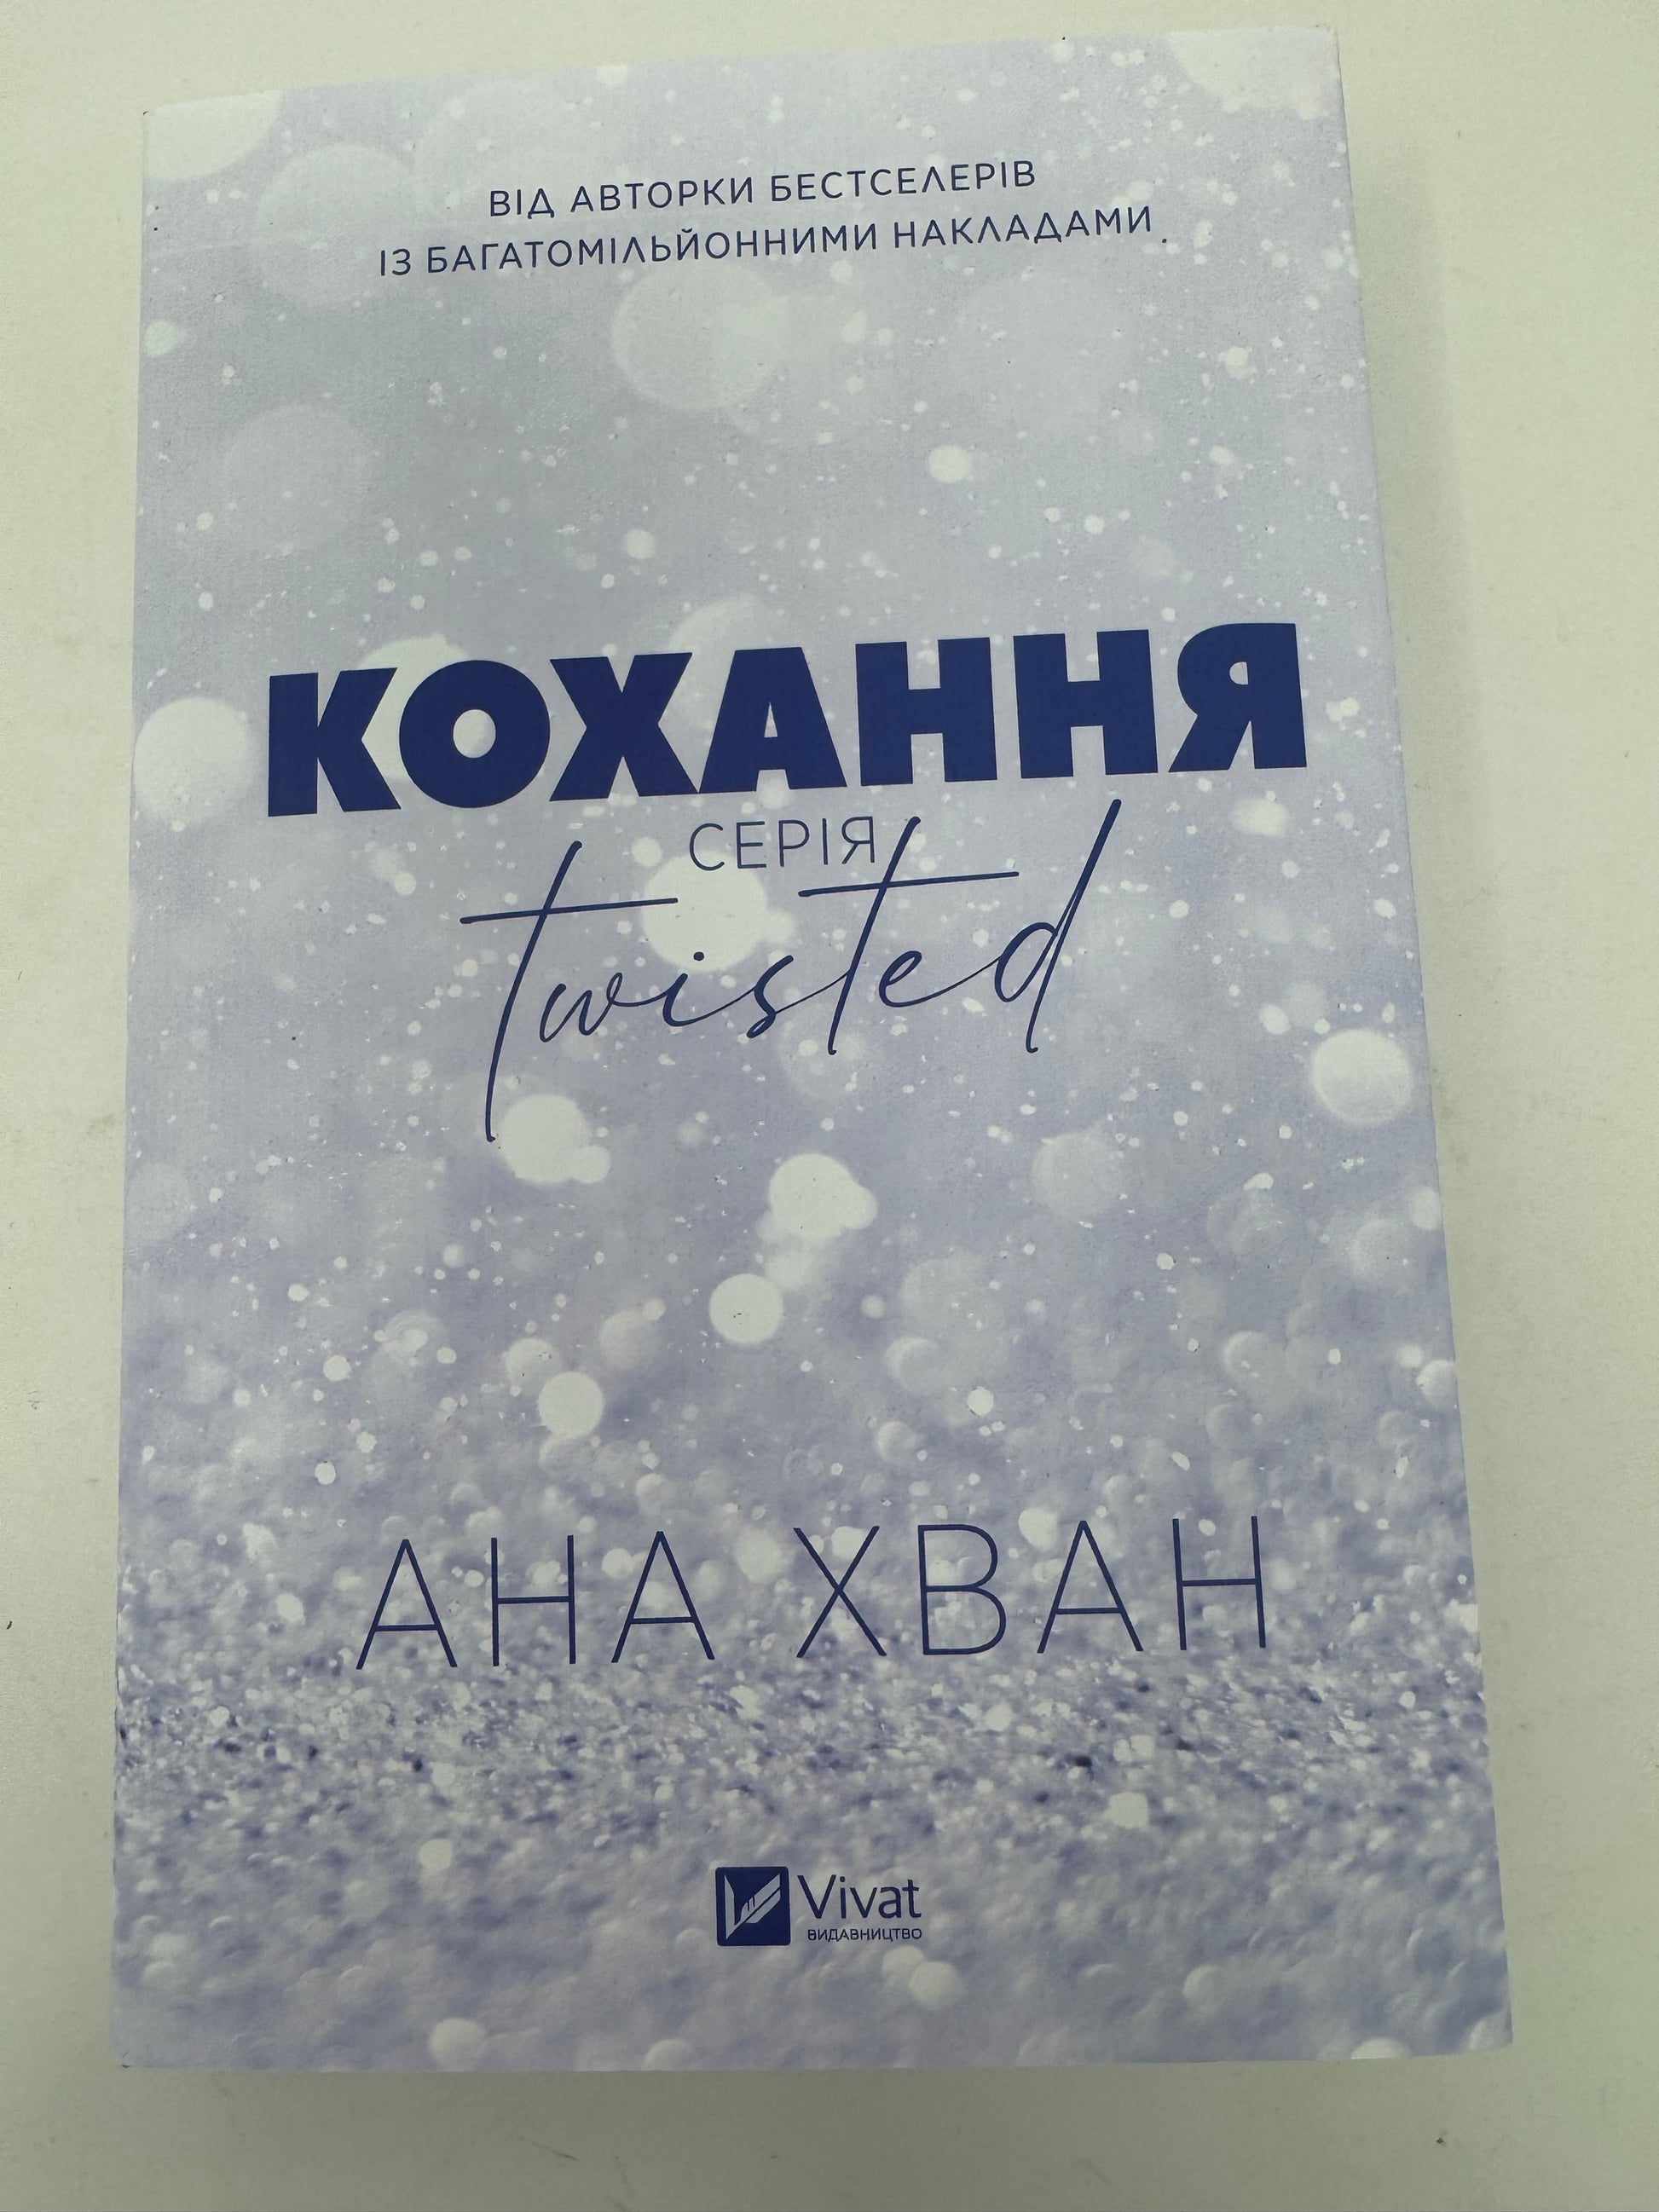 ВІД АВТОРКИ БЕСТСЕЛЕРІВ
ІЗ БАГАТОМІЛЬЙОННИМИ НАКЛАДАМИ
КОХАННЯ
СЕРІЯ
twisted
АНА ХВАН
Vivat
ВИДАВНИЦТВО